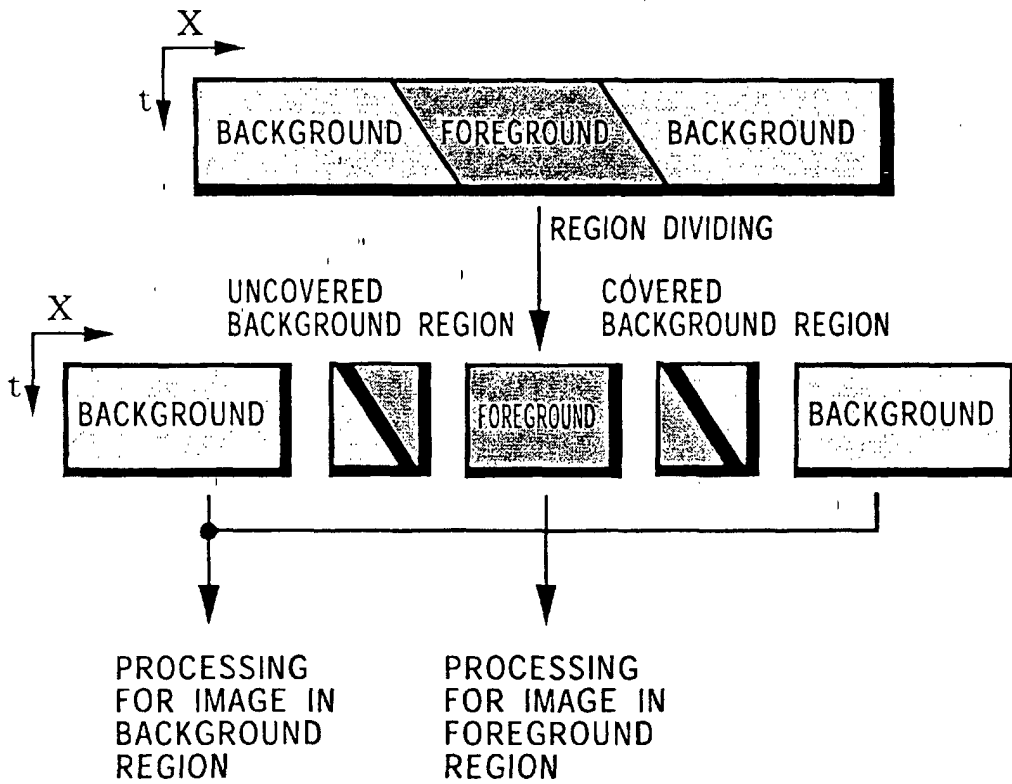 X
t
BACKGROUND FOREGROUND BACKGROUND
REGION DIVIDING
UNCOVERED
BACKGROUND REGION
COVERED
BACKGROUND REGION
X
t
BACKGROUND FOREGROUND BACKGROUND
PROCESSING
FOR IMAGE IN
BACKGROUND
REGION
PROCESSING
FOR IMAGE IN
FOREGROUND
REGION